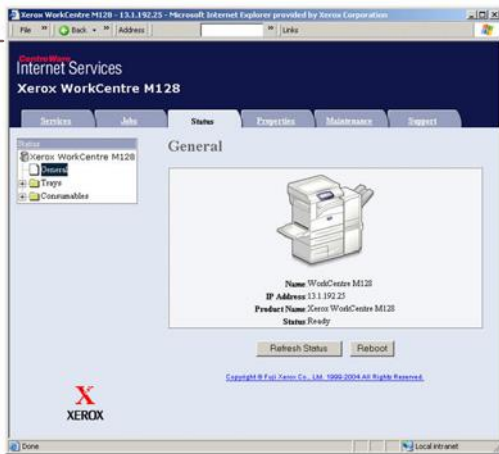 Xerox WorkCentre M128 - 13.1.192.25 - Microsoft Internet Explorer provided by Xerox Corporation
File » Back » Address » Links
CentreWare
Internet Services
Xerox WorkCentre M128
Services Jobs Status Properties Maintenance Support
Status
Xerox WorkCentre M128
General
Trays
Consumables
General
Name WorkCentre M128
IP Address 13.1.192.25
Product Name Xerox WorkCentre M128
Status Ready
Refresh Status Reboot
Copyright © Fuji Xerox Co., Ltd. 1999-2004 All Rights Reserved.
X
XEROX
Done Local intranet